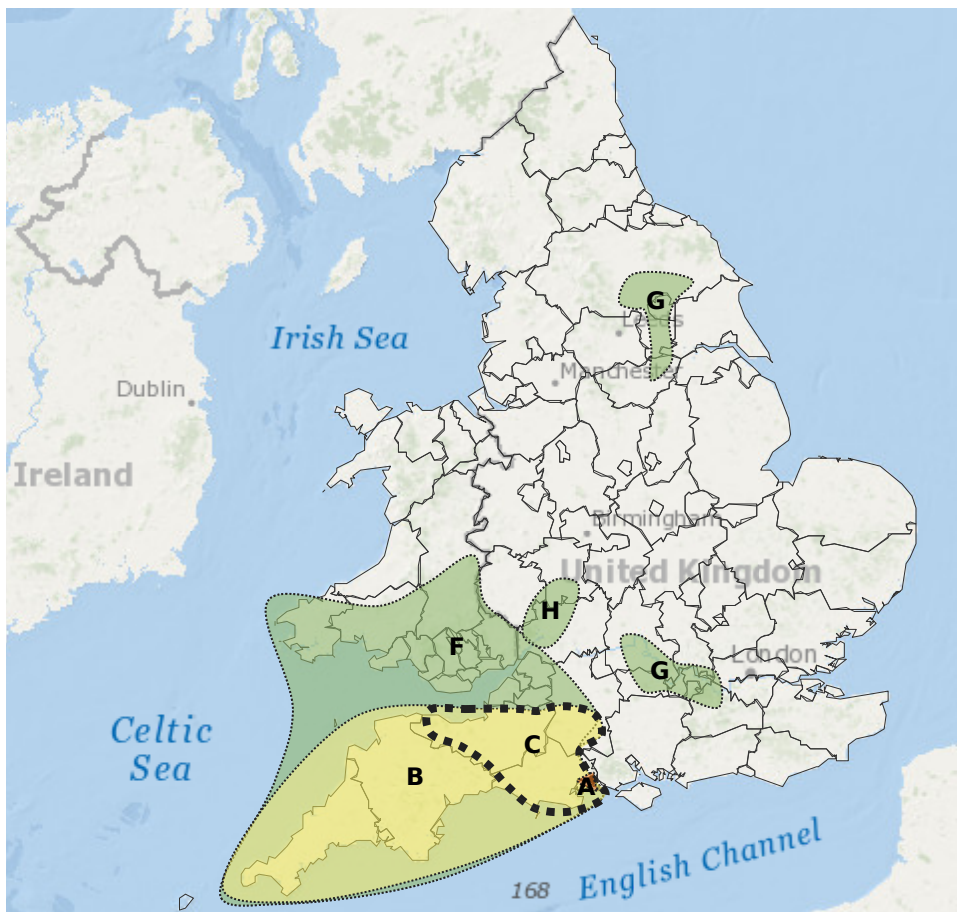 G
Leeds
Irish Sea
Manchester
Dublin
Ireland
Birmingham
United Kingdom
H
F
G
London
Celtic
Sea
C
B
A
English Channel
168